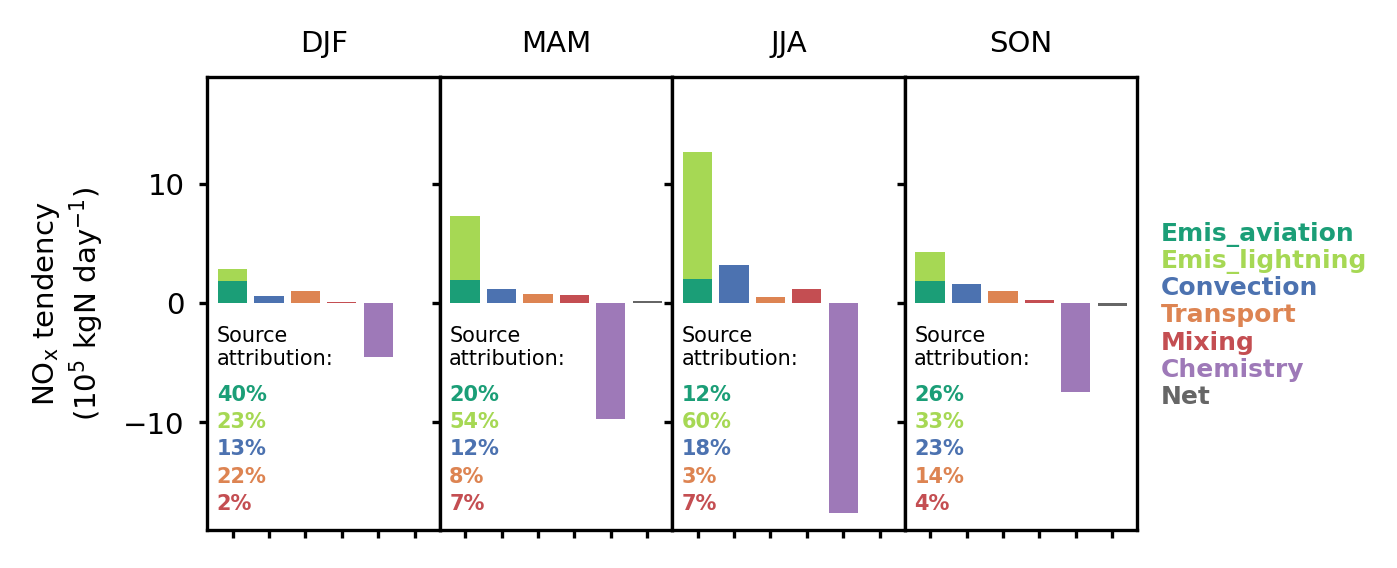 DJF MAM JJA SON
NOx tendency
(10⁵ kgN day⁻¹)
10
0
−10
Source
attribution:
40%
23%
13%
22%
2%
Source
attribution:
20%
54%
12%
8%
7%
Source
attribution:
12%
60%
18%
3%
7%
Source
attribution:
26%
33%
23%
14%
4%
Emis_aviation
Emis_lightning
Convection
Transport
Mixing
Chemistry
Net